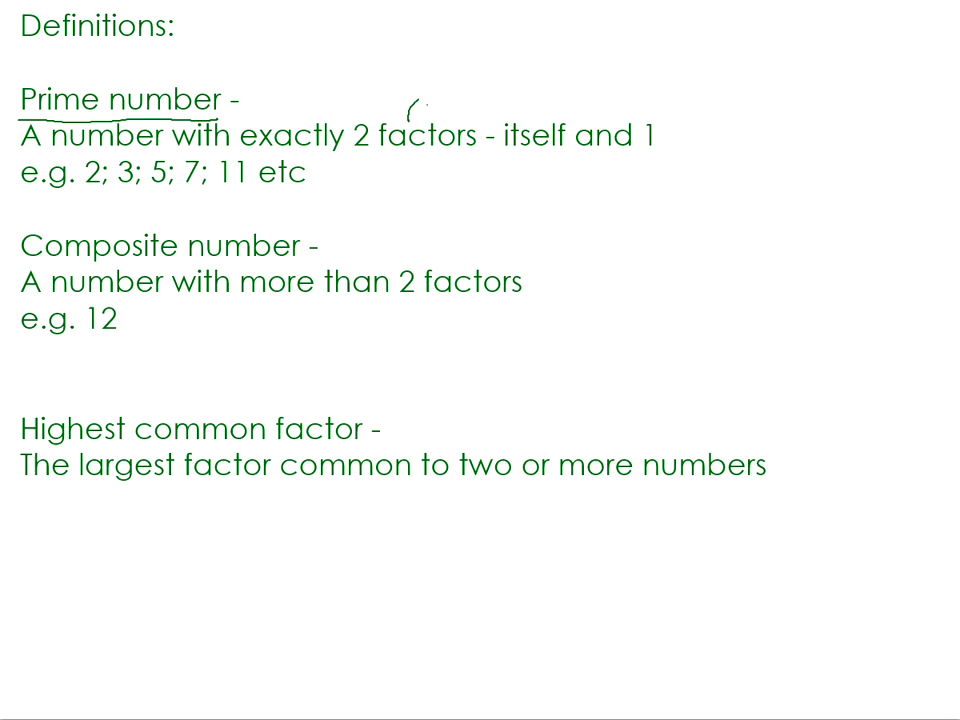 Definitions:
Prime number -
A number with exactly 2 factors - itself and 1
e.g. 2; 3; 5; 7; 11 etc
Composite number -
A number with more than 2 factors
e.g. 12
Highest common factor -
The largest factor common to two or more numbers